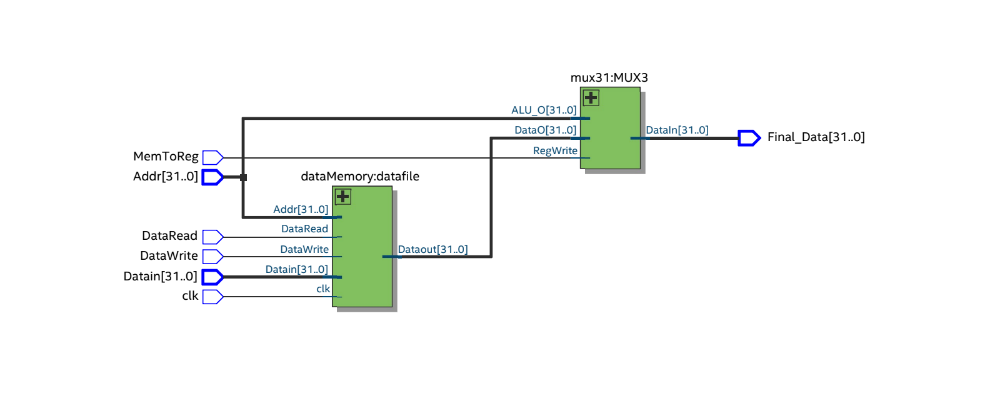 mux31:MUX3
ALU_O[31..0]
DataO[31..0]
DataIn[31..0]
Final_Data[31..0]
RegWrite
MemToReg
Addr[31..0]
dataMemory:datafile
Addr[31..0]
DataRead
DataRead
DataWrite
DataWrite
Dataout[31..0]
Datain[31..0]
Datain[31..0]
clk
clk